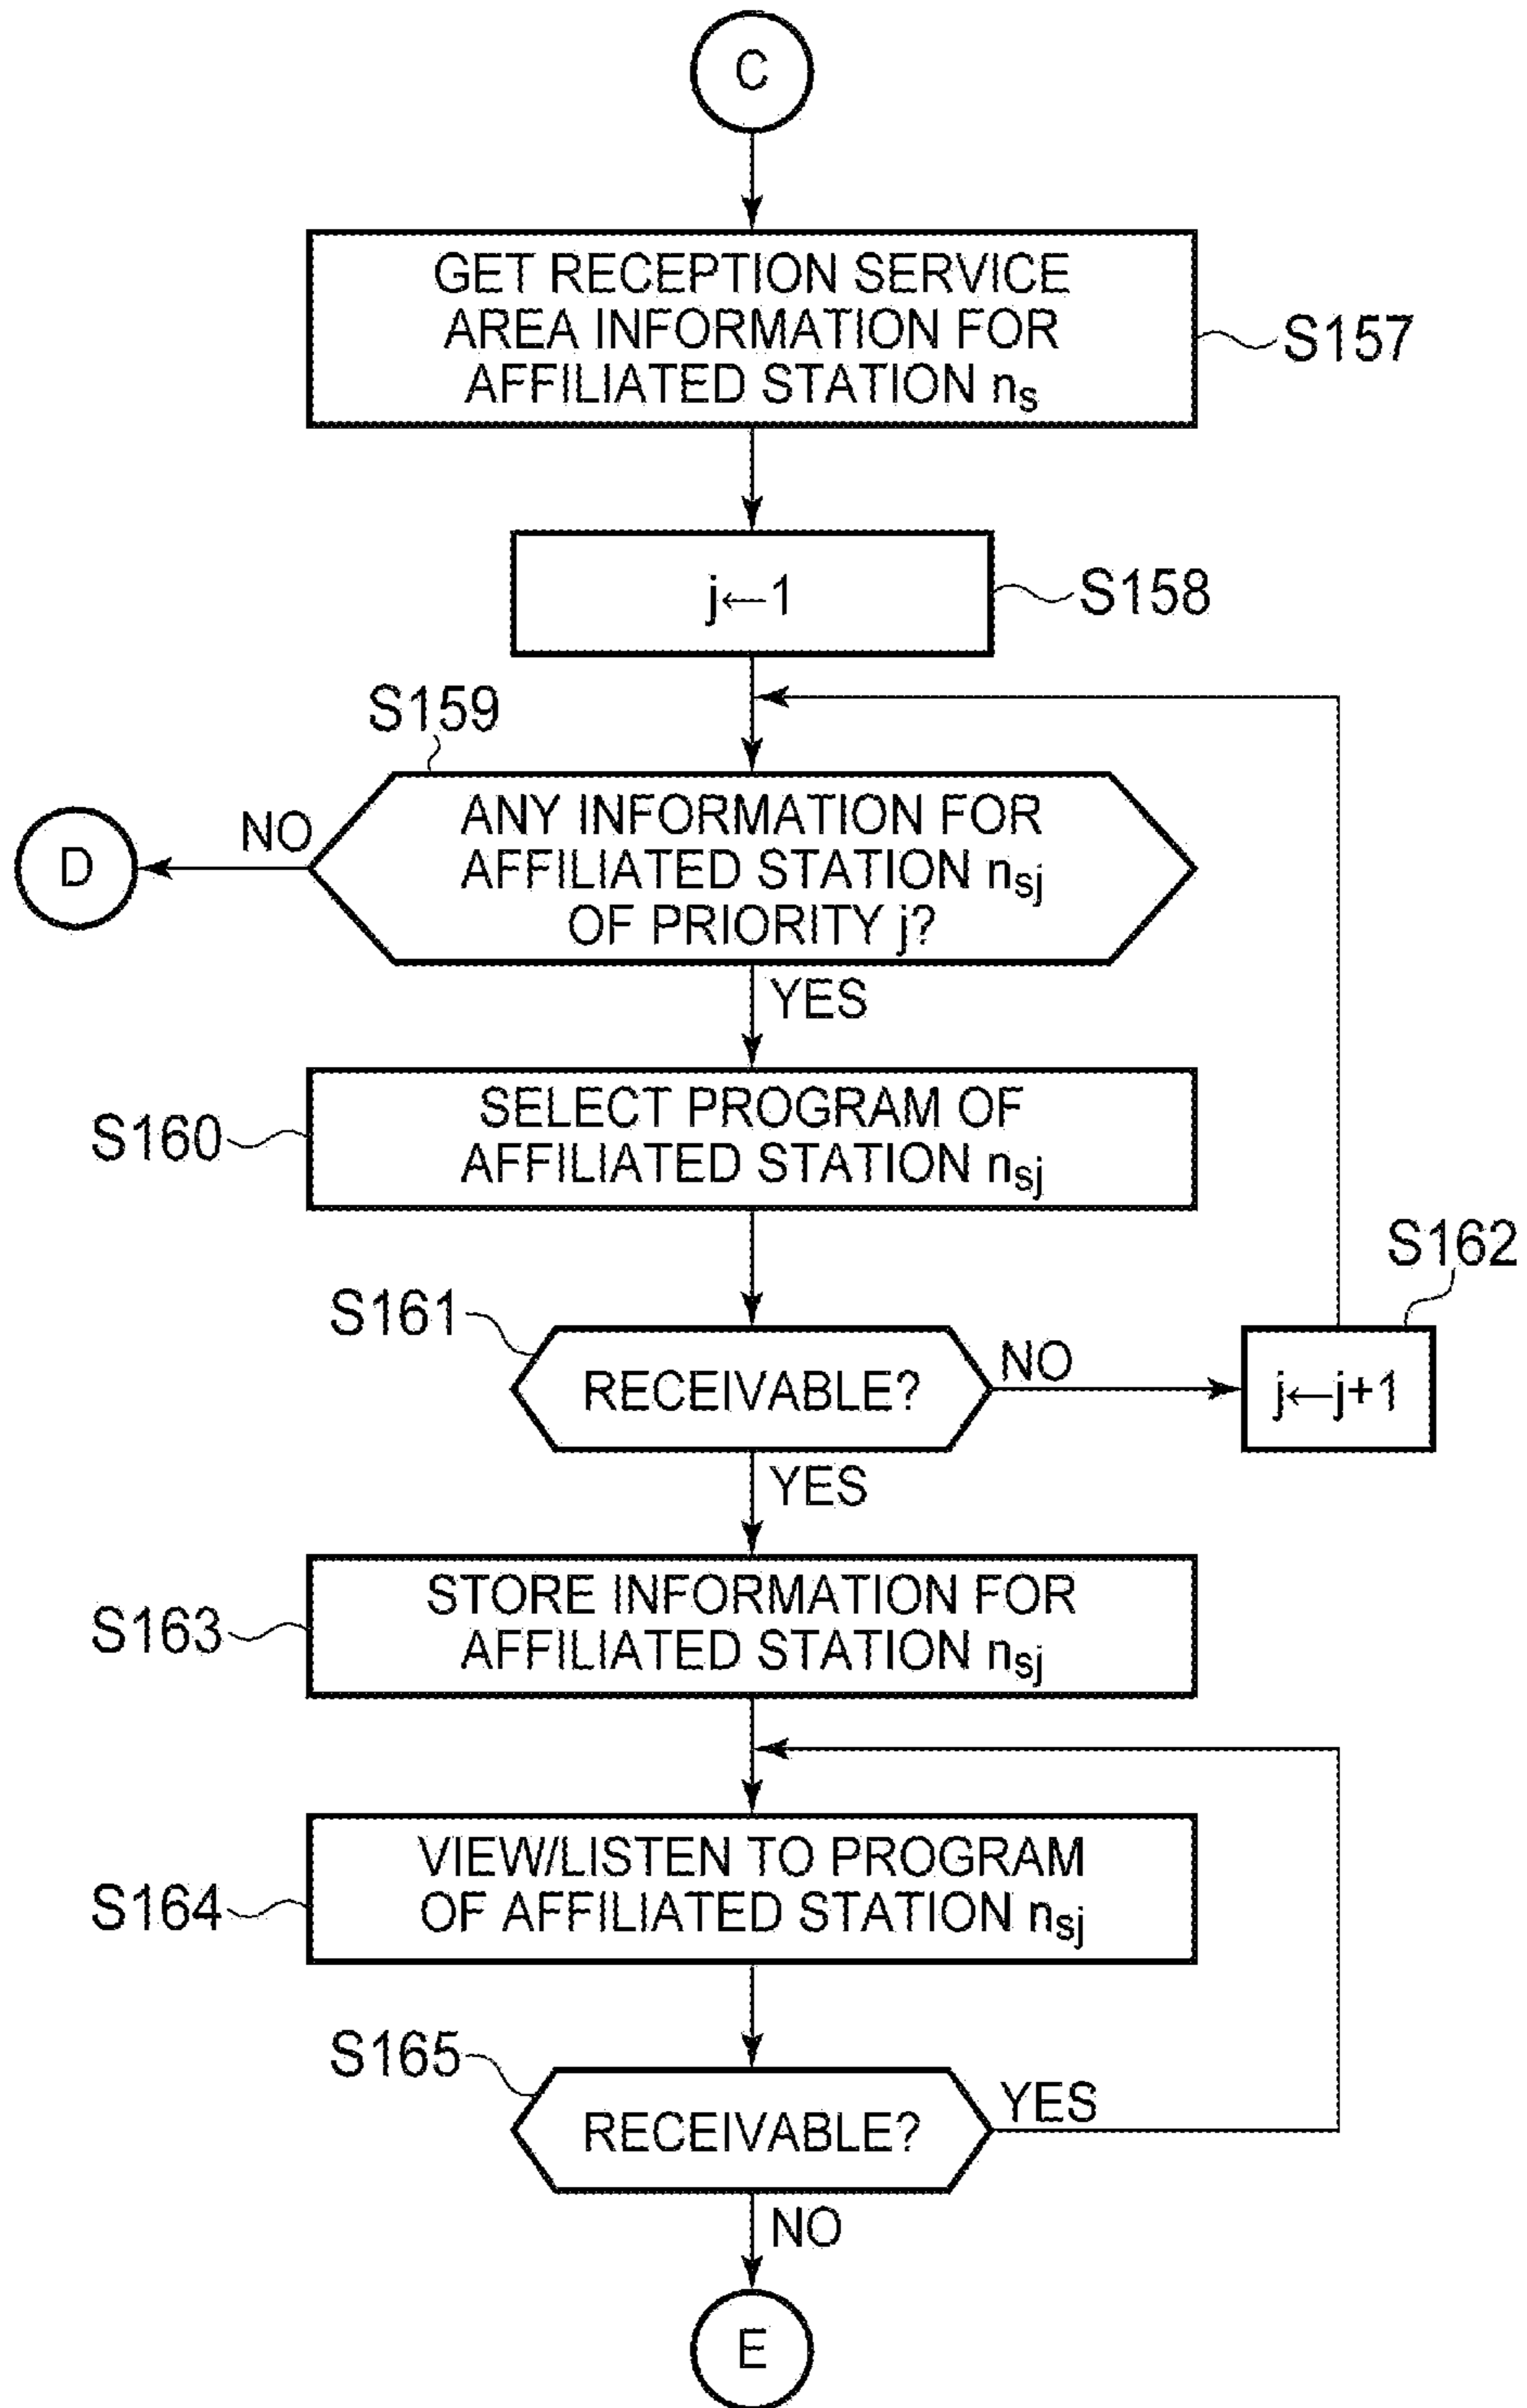 C
GET RECEPTION SERVICE
AREA INFORMATION FOR
AFFILIATED STATION ns
S157
j←1
S158
S159
ANY INFORMATION FOR
AFFILIATED STATION nsj
OF PRIORITY j?
NO
D
YES
SELECT PROGRAM OF
AFFILIATED STATION nsj
S160
S161
RECEIVABLE?
NO
S162
j←j+1
YES
STORE INFORMATION FOR
AFFILIATED STATION nsj
S163
VIEW/LISTEN TO PROGRAM
OF AFFILIATED STATION nsj
S164
S165
RECEIVABLE?
YES
NO
E